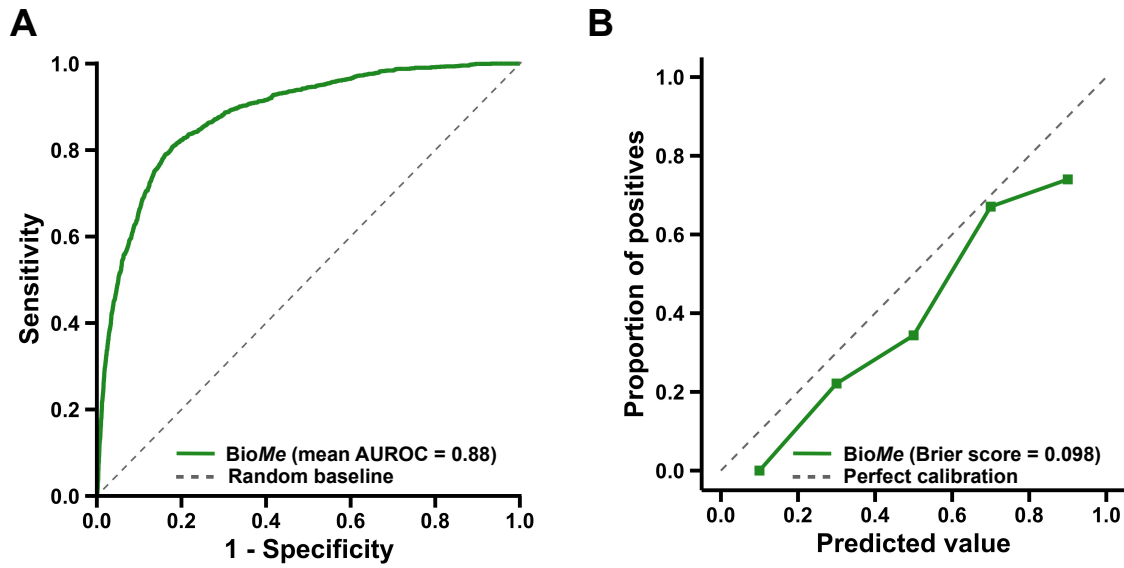 A
1.0
0.8
0.6
0.4
0.2
0.0
Sensitivity
BioMe (mean AUROC = 0.88)
Random baseline
0.0 0.2 0.4 0.6 0.8 1.0
1 - Specificity
B
1.0
0.8
0.6
0.4
0.2
0.0
Proportion of positives
BioMe (Brier score = 0.098)
Perfect calibration
0.0 0.2 0.4 0.6 0.8 1.0
Predicted value